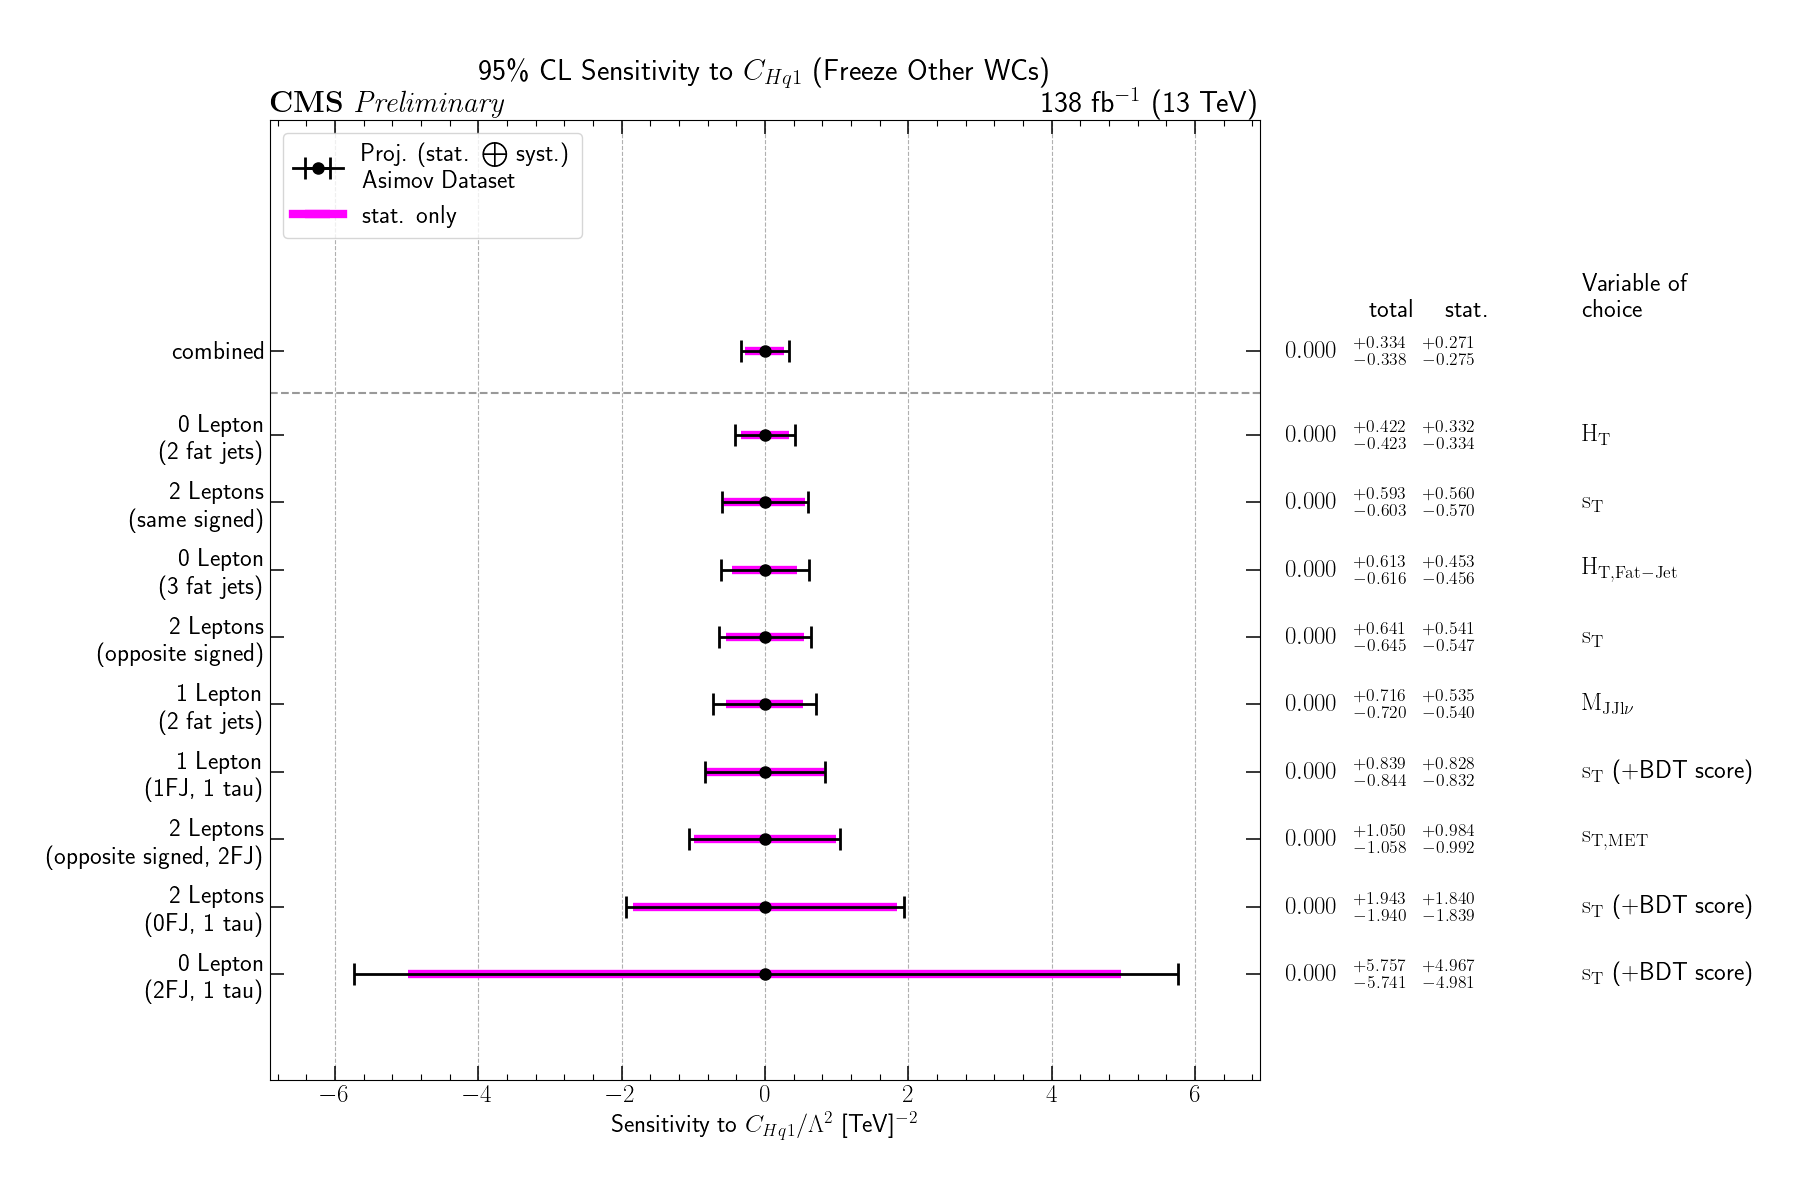 95% CL Sensitivity to C_{Hq1} (Freeze Other WCs)
CMS Preliminary 138 fb^{−1} (13 TeV)
Proj. (stat. ⨁ syst.)
Asimov Dataset
stat. only
Variable of
total stat. choice
combined 0.000 +0.334 −0.338 +0.271 −0.275
0 Lepton
(2 fat jets) 0.000 +0.422 −0.423 +0.332 −0.334 H_T
2 Leptons
(same signed) 0.000 +0.593 −0.603 +0.560 −0.570 s_T
0 Lepton
(3 fat jets) 0.000 +0.613 −0.616 +0.453 −0.456 H_{T,Fat−Jet}
2 Leptons
(opposite signed) 0.000 +0.641 −0.645 +0.541 −0.547 s_T
1 Lepton
(2 fat jets) 0.000 +0.716 −0.720 +0.535 −0.540 M_{JJlν}
1 Lepton
(1FJ, 1 tau) 0.000 +0.839 −0.844 +0.828 −0.832 s_T (+BDT score)
2 Leptons
(opposite signed, 2FJ) 0.000 +1.050 −1.058 +0.984 −0.992 s_{T,MET}
2 Leptons
(0FJ, 1 tau) 0.000 +1.943 −1.940 +1.840 −1.839 s_T (+BDT score)
0 Lepton
(2FJ, 1 tau) 0.000 +5.757 −5.741 +4.967 −4.981 s_T (+BDT score)
−6 −4 −2 0 2 4 6
Sensitivity to C_{Hq1}/Λ^2 [TeV]^{−2}